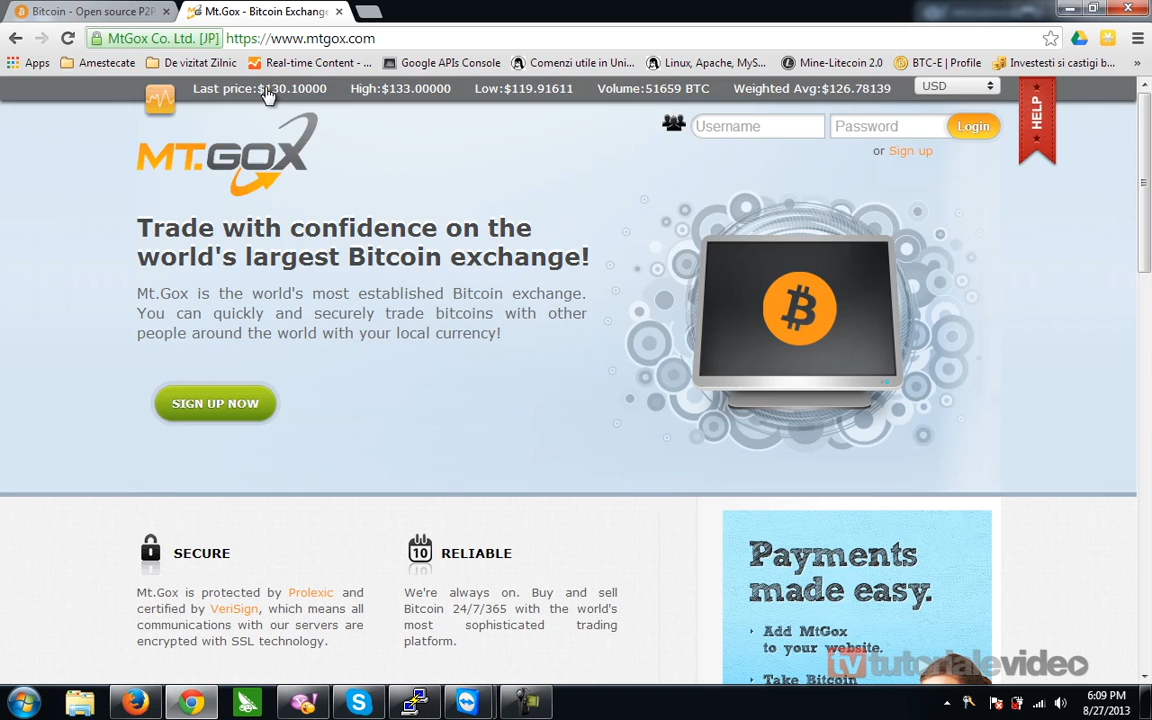 Bitcoin - Open source P2P
Mt.Gox - Bitcoin Exchange
MtGox Co. Ltd. [JP]
https://www.mtgox.com
Apps
Amestecate
De vizitat Zilnic
Real-time Content - ...
Google APIs Console
Comenzi utile in Uni...
Linux, Apache, MyS...
Mine-Litecoin 2.0
BTC-E | Profile
Investesti si castigi b...
»
Last price:$130.10000
High:$133.00000
Low:$119.91611
Volume:51659 BTC
Weighted Avg:$126.78139
USD
HELP
MT.GOX
Username
Password
Login
or Sign up
Trade with confidence on the
world's largest Bitcoin exchange!
Mt.Gox is the world's most established Bitcoin exchange.
You can quickly and securely trade bitcoins with other
people around the world with your local currency!
SIGN UP NOW
SECURE
Mt.Gox is protected by Prolexic and
certified by VeriSign, which means all
communications with our servers are
encrypted with SSL technology.
10
RELIABLE
We're always on. Buy and sell
Bitcoin 24/7/365 with the world's
most sophisticated trading
platform.
Payments
made easy.
Add MtGox
to your website.
Take Bitcoin
tv tutorialevideo
6:09 PM
8/27/2013